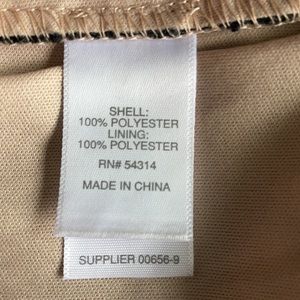 SHELL:
100% POLYESTER
LINING:
100% POLYESTER
RN# 54314
MADE IN CHINA
SUPPLIER 00656-9